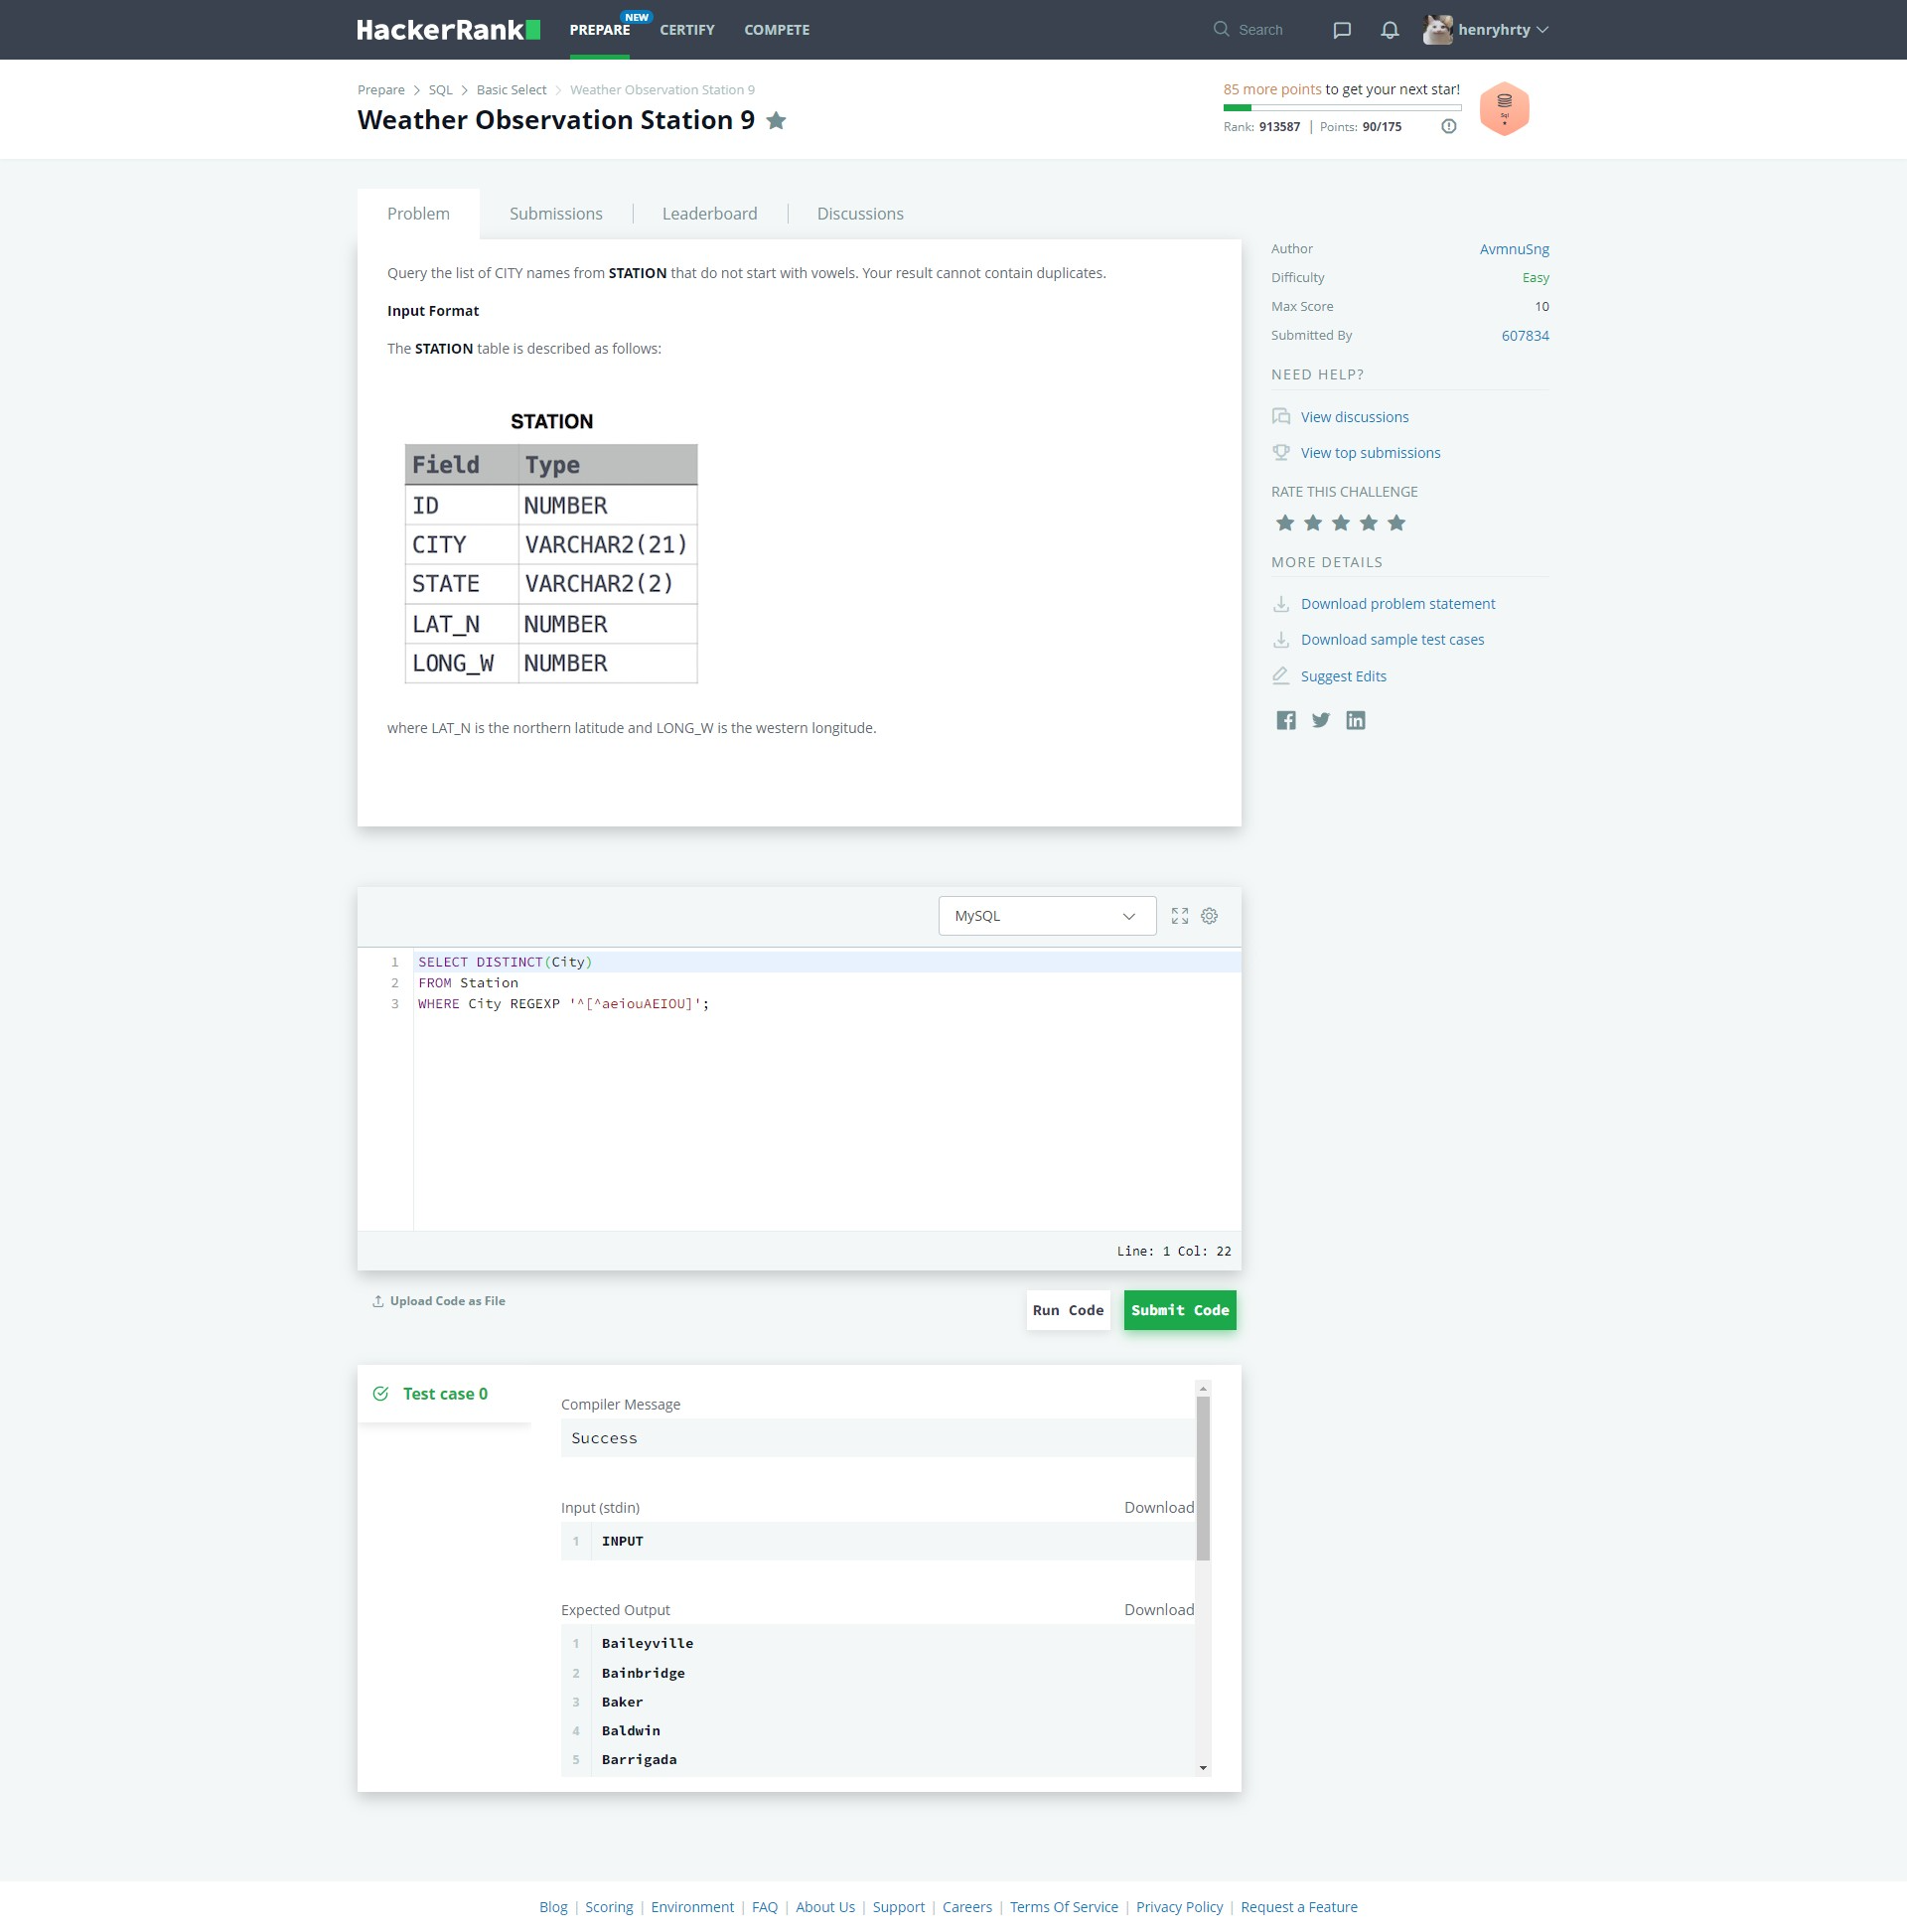 HackerRank PREPARE NEW CERTIFY COMPETE Search henryhrty
Prepare > SQL > Basic Select > Weather Observation Station 9
Weather Observation Station 9
85 more points to get your next star!
Rank: 913587 | Points: 90/175
Sql
Problem Submissions Leaderboard Discussions
Query the list of CITY names from STATION that do not start with vowels. Your result cannot contain duplicates.
Input Format
The STATION table is described as follows:
STATION
Field Type
ID NUMBER
CITY VARCHAR2(21)
STATE VARCHAR2(2)
LAT_N NUMBER
LONG_W NUMBER
where LAT_N is the northern latitude and LONG_W is the western longitude.
Author AvmnuSng
Difficulty Easy
Max Score 10
Submitted By 607834
NEED HELP?
View discussions
View top submissions
RATE THIS CHALLENGE
MORE DETAILS
Download problem statement
Download sample test cases
Suggest Edits
MySQL
1 SELECT DISTINCT(City)
2 FROM Station
3 WHERE City REGEXP '^[^aeiouAEIOU]';
Line: 1 Col: 22
Upload Code as File
Run Code
Submit Code
Test case 0
Compiler Message
Success
Input (stdin) Download
1 INPUT
Expected Output Download
1 Baileyville
2 Bainbridge
3 Baker
4 Baldwin
5 Barrigada
Blog | Scoring | Environment | FAQ | About Us | Support | Careers | Terms Of Service | Privacy Policy | Request a Feature